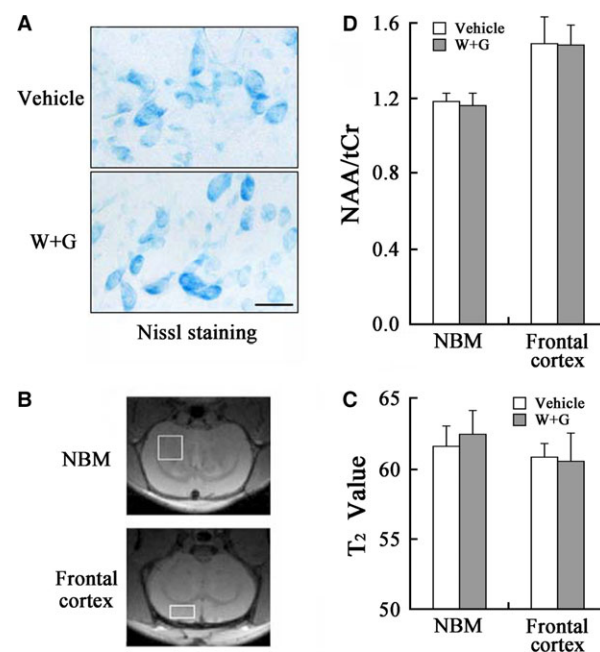 A
Vehicle
W+G
Nissl staining
B
NBM
Frontal
cortex
D
NAA/tCr
1.6
1.2
0.8
0.4
0.0
Vehicle
W+G
NBM
Frontal
cortex
C
T₂ Value
65
60
55
50
Vehicle
W+G
NBM
Frontal
cortex